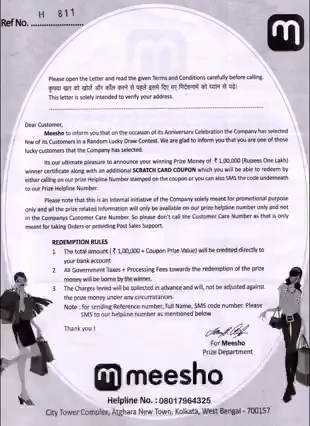 Ref No. H 811
m
Please open the Letter and read the given Terms and Conditions carefully before calling.
कृपया खत को खोलें और कॉल करने से पहले इसमे दिए गए निर्देशनामे को ध्यान से पढ़े।
This letter is solely intended to verify your address.
Dear Customer,
Meesho to inform you that on the occasion of its Anniversary Celebration the Company has selected
few of its Customers in a Random Lucky Draw Contest. We are glad to inform you that you are one of those
lucky customers that the Company has selected.
Its our ultimate pleasure to announce your winning Prize Money of ₹ 1,00,000 (Rupees One Lakh)
winner certificate along with an additional SCRATCH CARD COUPON which you will be able to redeem by
either calling on our prize Helpline Number stamped on the coupon or you can also SMS the code underneath
to our Prize Helpline Number.
Please note that this is an Internal initiative of the Company solely meant for promotional purpose
only and all the prize related information will only be available on our prize helpline number only and not
in the Companys Customer Care Number. So please don't call the Customer Care Number as that is only
meant for taking Orders or providing Post Sales Support.
REDEMPTION RULES
1 The total amount ( ₹ 1,00,000 + Coupon Prize Value) will be credited directly to
your bank account
2 All Government Taxes + Processing Fees towards the redemption of the prize
money will be borne by the winner.
3 The Charges levied will be collected in advance and will, not be adjusted against
the prize money under any circumstances.
Note : for sending Reference number, full Name, SMS code number. Please
SMS to our helpline number as mentioned below
Thank you !
For Meesho
Prize Department
m meesho
Helpline No. : 08017964325
City Tower Complex, Atghara New Town, Kolkata, West Bengal - 700157